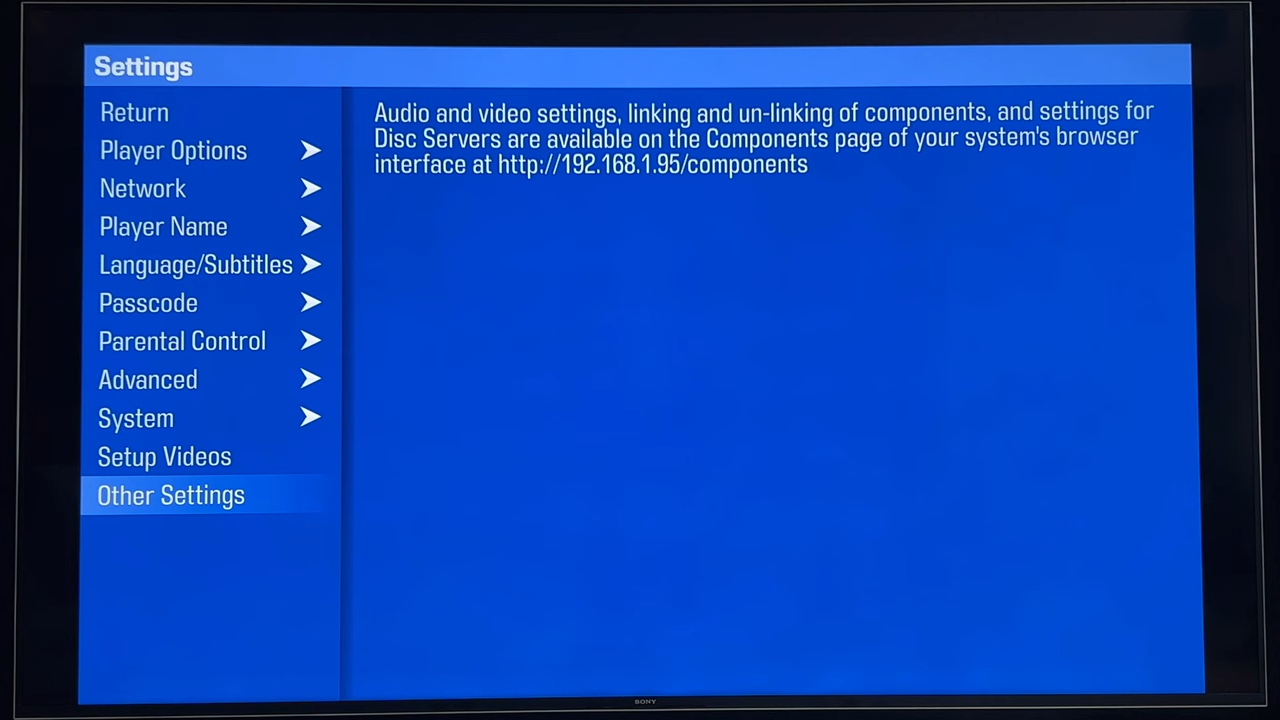 Settings
Return
Player Options
Network
Player Name
Language/Subtitles
Passcode
Parental Control
Advanced
System
Setup Videos
Other Settings
Audio and video settings, linking and un-linking of components, and settings for
Disc Servers are available on the Components page of your system's browser
interface at http://192.168.1.95/components
SONY